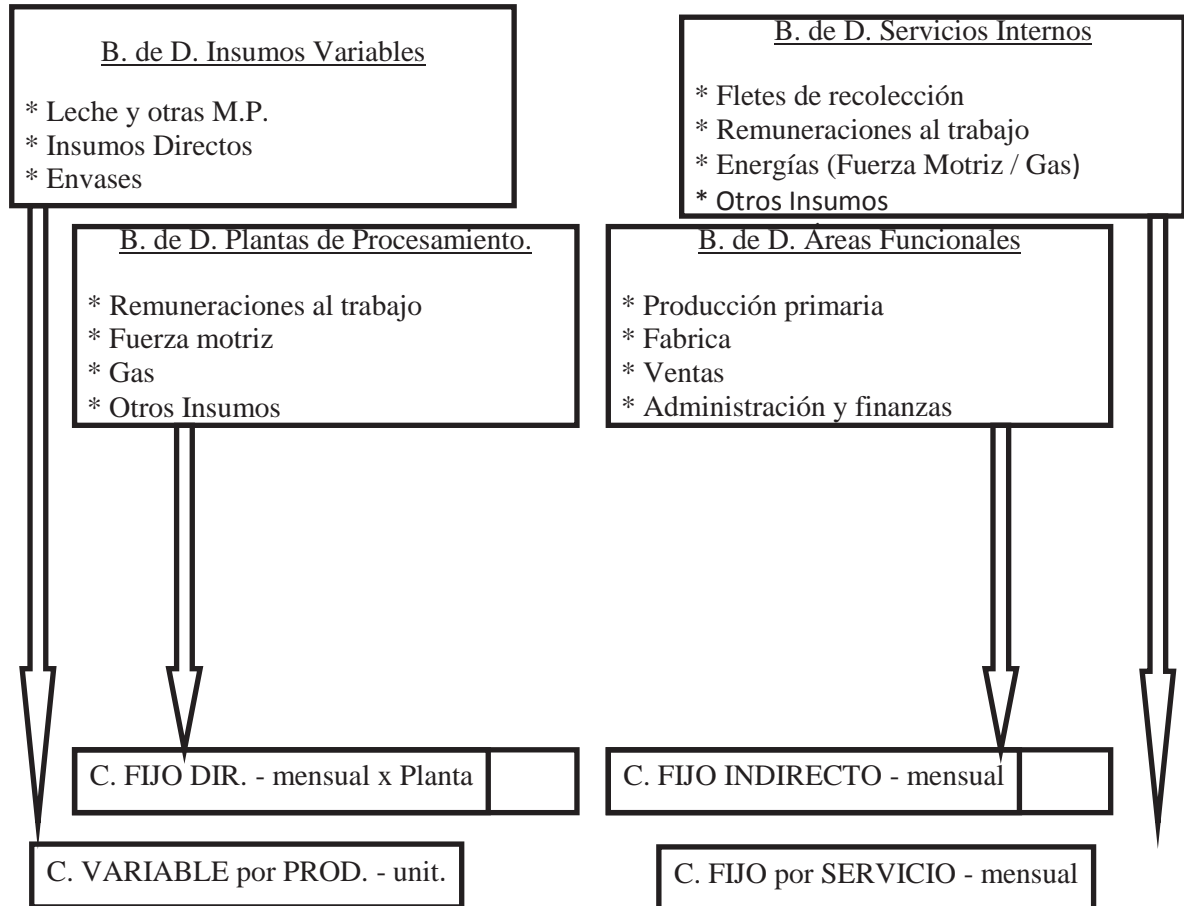 B. de D. Insumos Variables
* Leche y otras M.P.
* Insumos Directos
* Envases
B. de D. Servicios Internos
* Fletes de recolección
* Remuneraciones al trabajo
* Energías (Fuerza Motriz / Gas)
* Otros Insumos
B. de D. Plantas de Procesamiento.
* Remuneraciones al trabajo
* Fuerza motriz
* Gas
* Otros Insumos
B. de D. Áreas Funcionales
* Producción primaria
* Fabrica
* Ventas
* Administración y finanzas
C. FIJO DIR. - mensual x Planta
C. FIJO INDIRECTO - mensual
C. VARIABLE por PROD. - unit.
C. FIJO por SERVICIO - mensual